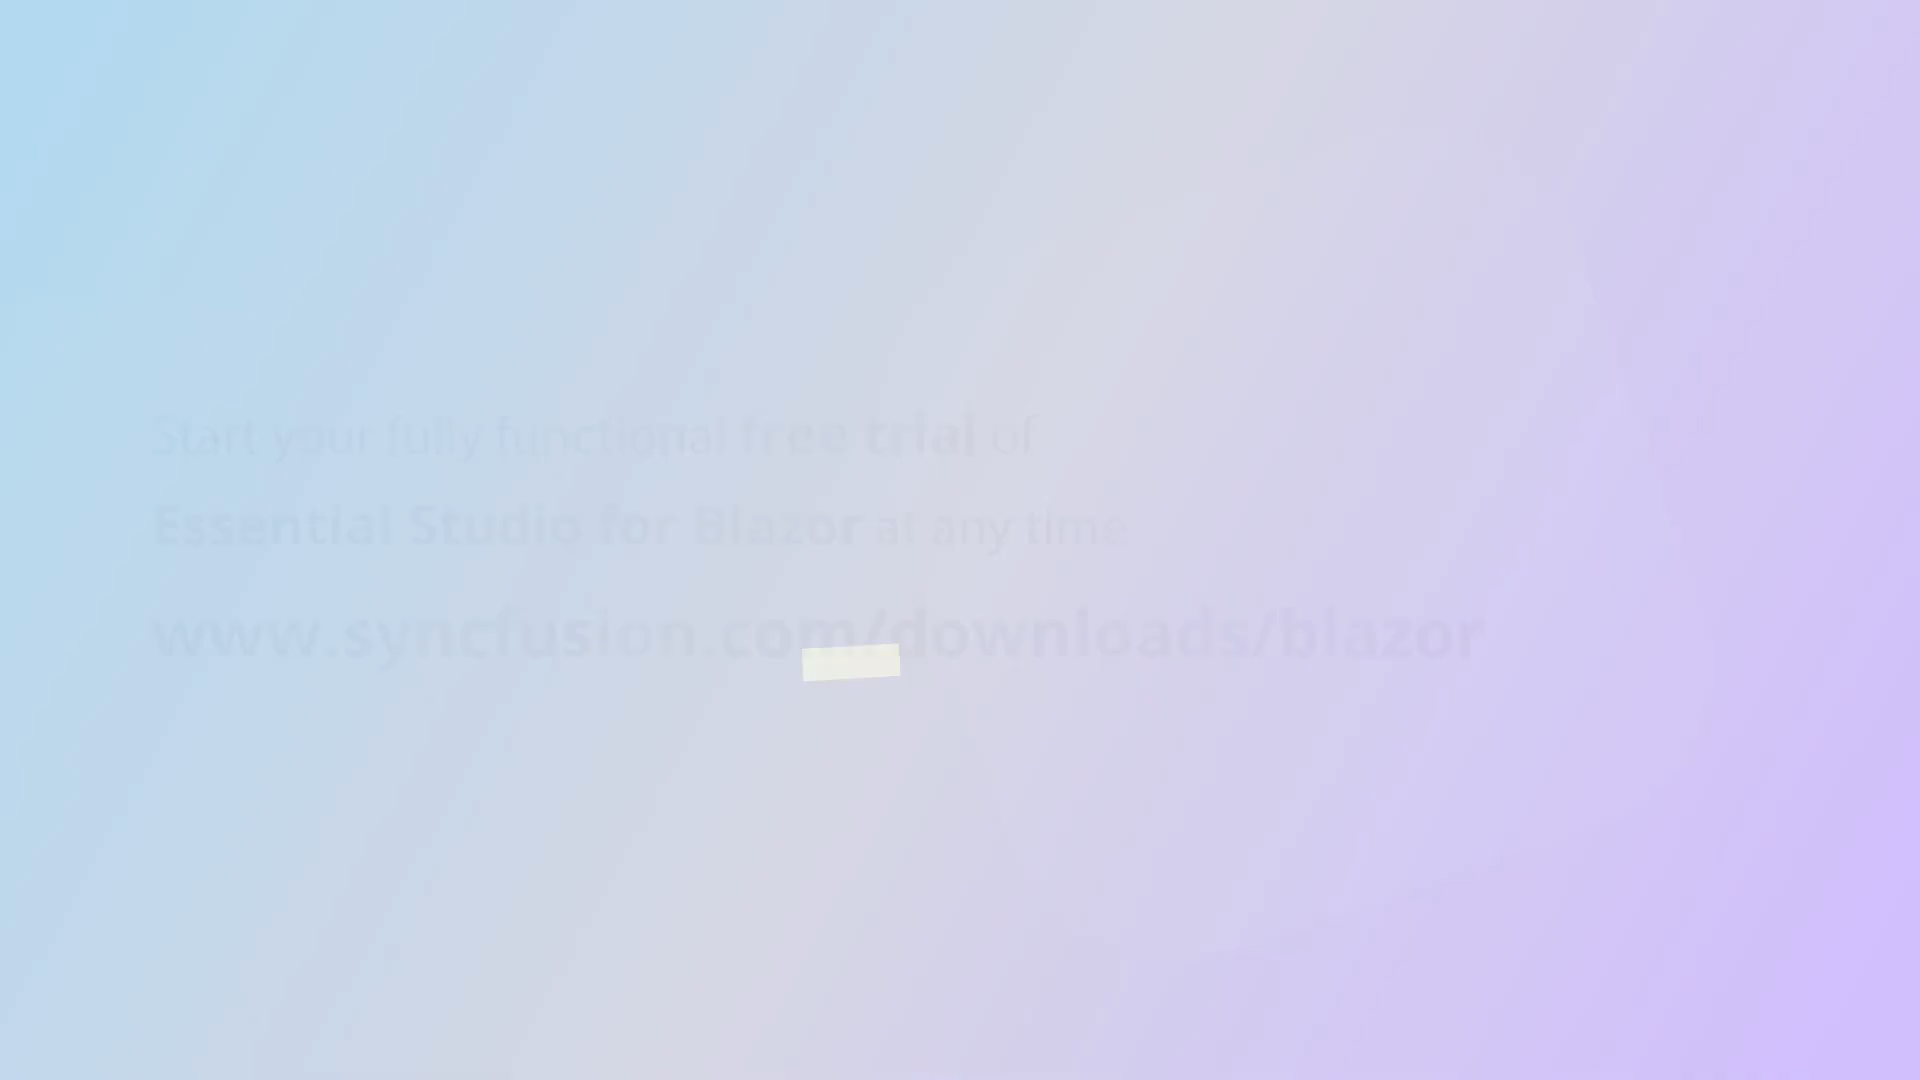 Start your fully functional free trial of
Essential Studio for Blazor at any time
www.syncfusion.com/downloads/blazor